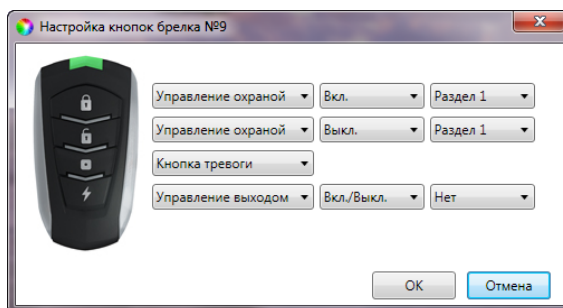 Настройка кнопок брелка №9
Управление охраной Вкл. Раздел 1
Управление охраной Выкл. Раздел 1
Кнопка тревоги
Управление выходом Вкл./Выкл. Нет
ОК Отмена